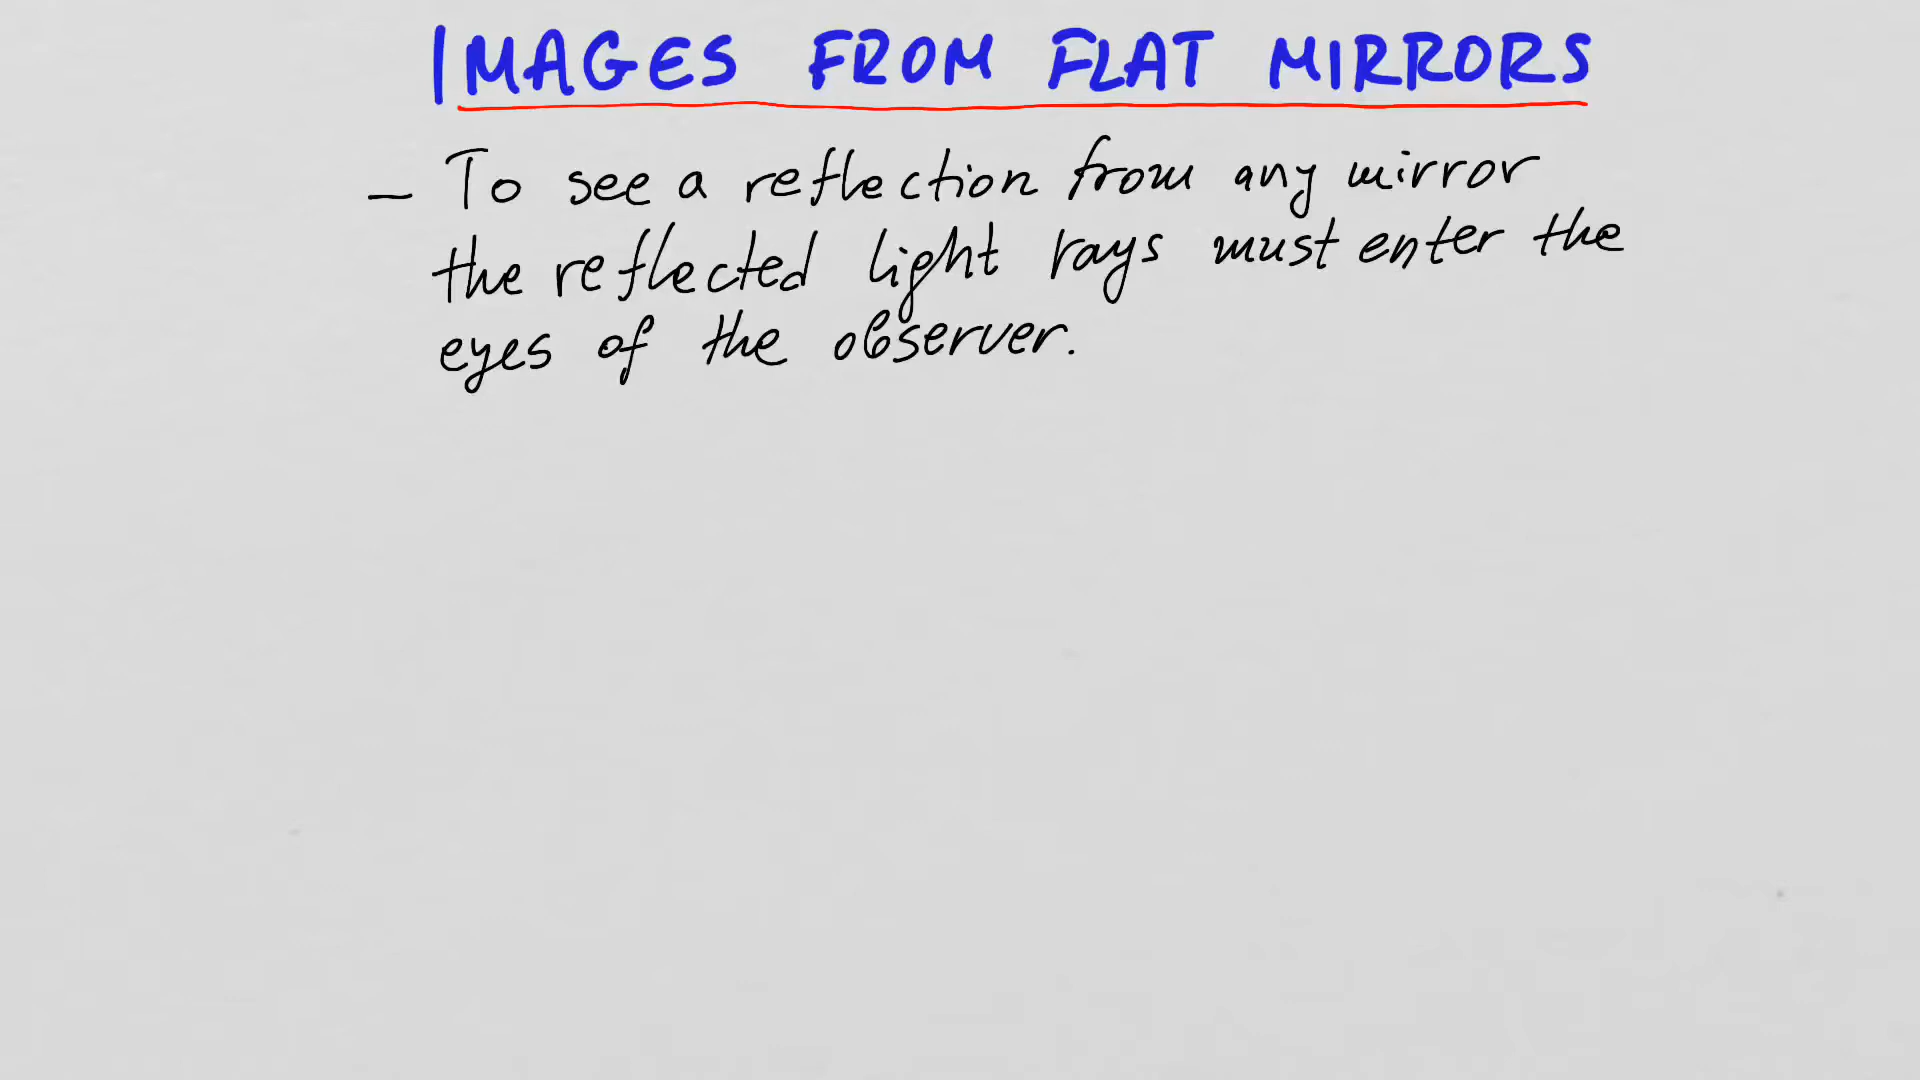 IMAGES FROM FLAT MIRRORS
– To see a reflection from any mirror
the reflected light rays must enter the
eyes of the observer.